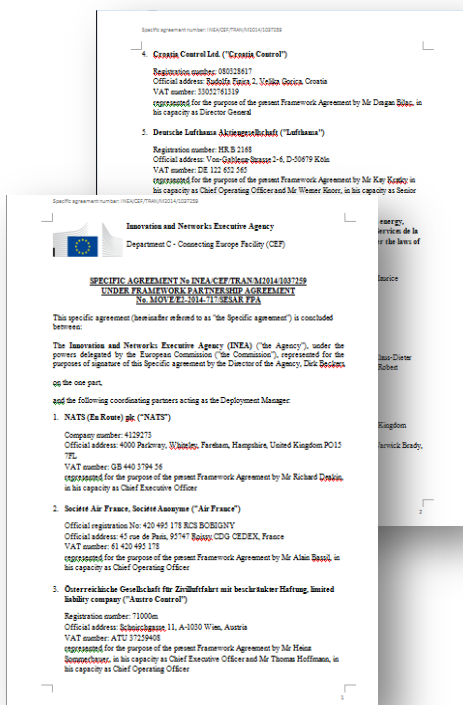 Specific agreement number: INEA/CEF/TRAN/M2014/1037259
4. Croatia Control Ltd. ("Croatia Control")
Registration number: 080328617
Official address: Rudolfa Fizira 2, Velika Gorica, Croatia
VAT number: 33052761319
represented for the purpose of the present Framework Agreement by Mr Dragan Bilać, in
his capacity as Director General
5. Deutsche Lufthansa Aktiengesellschaft ("Lufthansa")
Registration number: HR B 2168
Official address: Von-Gablenz-Strasse 2-6, D-50679 Köln
VAT number: DE 122 652 565
represented for the purpose of the present Framework Agreement by Mr Kay Kratky in
his capacity as Chief Operating Officer and Mr Werner Knorr, in his capacity as Senior
energy,
Services de la
er the laws of
aurice
laus-Dieter
Robert
Kingdom
Warwick Brady,
2
Specific agreement number: INEA/CEF/TRAN/M2014/1037259
Innovation and Networks Executive Agency
Department C - Connecting Europe Facility (CEF)
SPECIFIC AGREEMENT No INEA/CEF/TRAN/M2014/1037259
UNDER FRAMEWORK PARTNERSHIP AGREEMENT
No. MOVE/E2-2014-717/SESAR FPA
This specific agreement (hereinafter referred to as "the Specific agreement") is concluded
between:
The Innovation and Networks Executive Agency (INEA) ("the Agency"), under the
powers delegated by the European Commission ("the Commission"), represented for the
purposes of signature of this Specific agreement by the Director of the Agency, Dirk Beckers
on the one part,
and the following coordinating partners acting as the Deployment Manager:
1. NATS (En Route) plc ("NATS")
Company number: 4129273
Official address: 4000 Parkway, Whiteley, Fareham, Hampshire, United Kingdom PO15
7FL
VAT number: GB 440 3794 56
represented for the purpose of the present Framework Agreement by Mr Richard Deakin,
in his capacity as Chief Executive Officer
2. Société Air France, Société Anonyme ("Air France")
Official registration No: 420 495 178 RCS BOBIGNY
Official address: 45 rue de Paris, 95747 Roissy CDG CEDEX, France
VAT number: 61 420 495 178
represented for the purpose of the present Framework Agreement by Mr Alain Bassil, in
his capacity as Chief Operating Officer
3. Österreichische Gesellschaft für Zivilluftfahrt mit beschränkter Haftung, limited
liability company ("Austro Control")
Registration number: 71000m
Official address: Schnirchgasse 11, A-1030 Wien, Austria
VAT number: ATU 37259408
represented for the purpose of the present Framework Agreement by Mr Heinz
Sommerbauer, in his capacity as Chief Executive Officer and Mr Thomas Hoffmann, in
his capacity as Chief Operating Officer
1